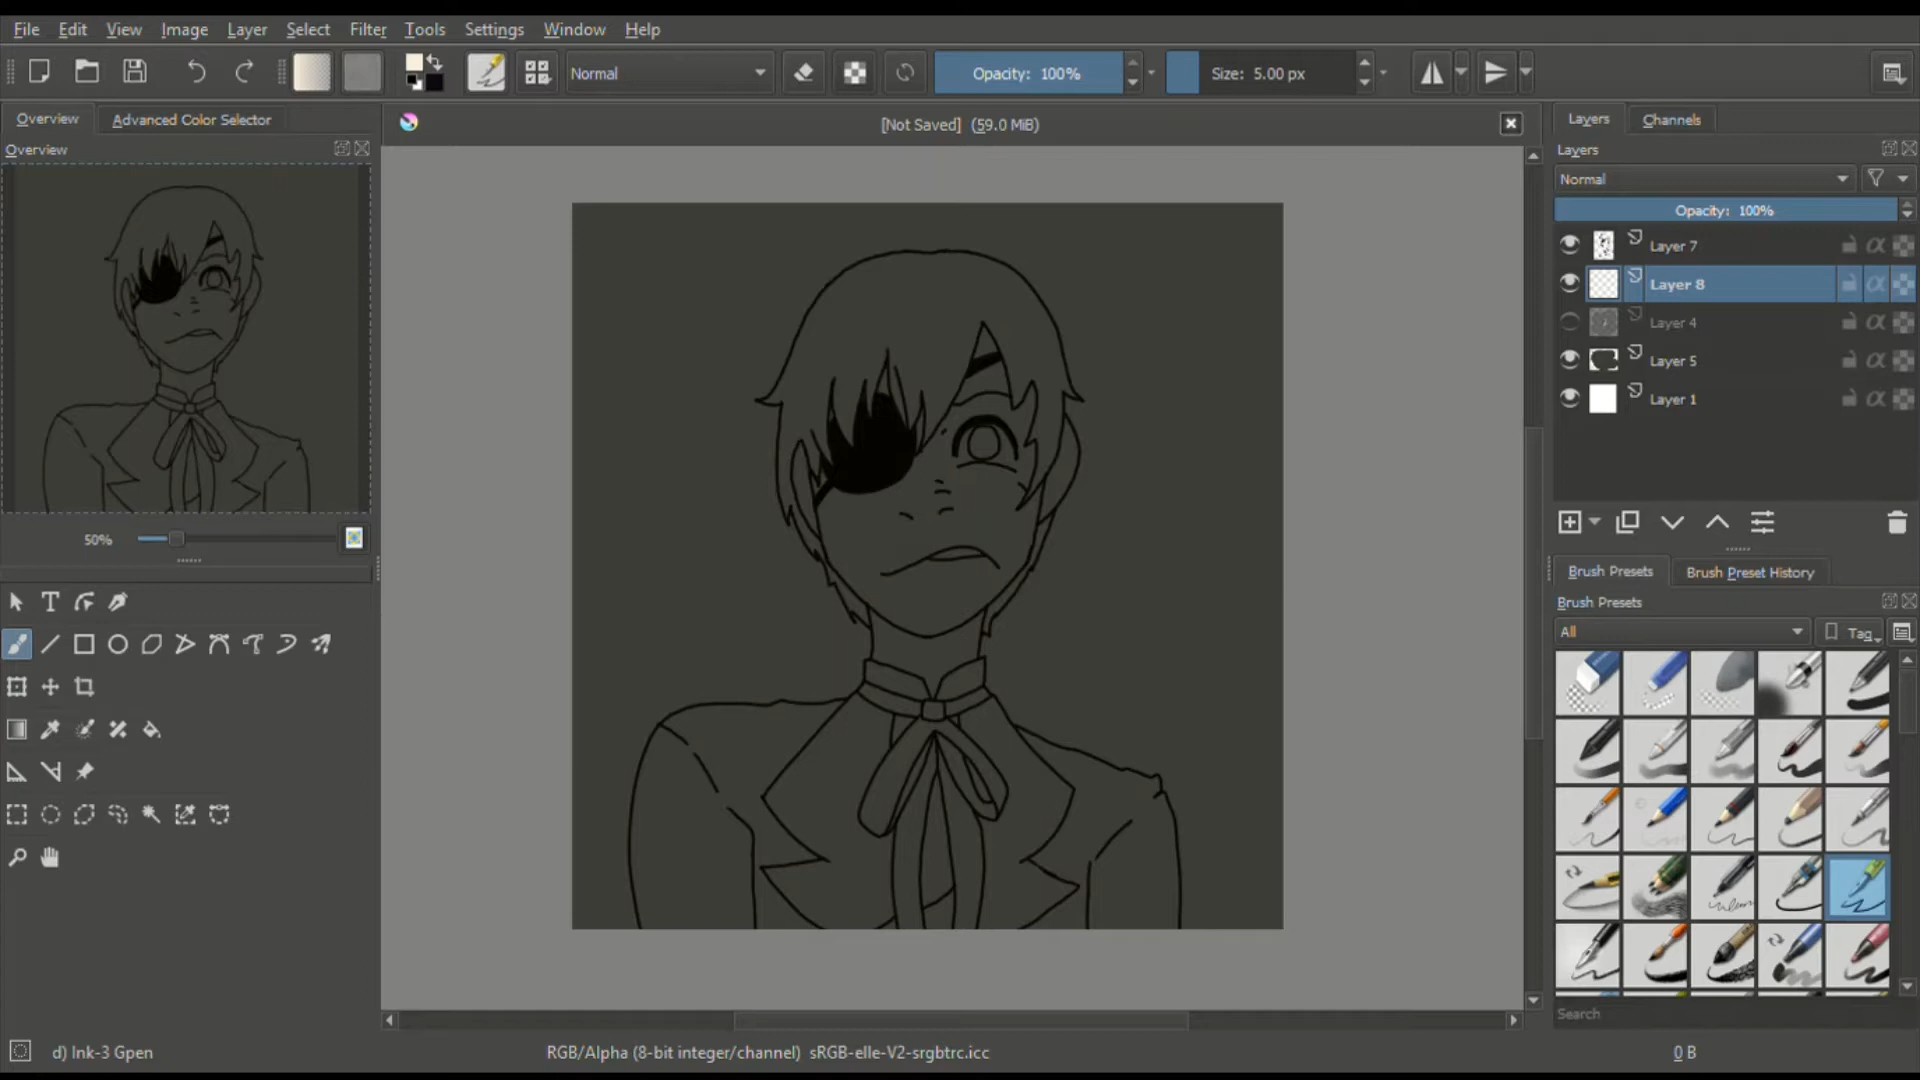 File Edit View Image Layer Select Filter Tools Settings Window Help
Normal Opacity: 100% Size: 5.00 px
Overview Advanced Color Selector
[Not Saved] (59.0 MiB)
Layers Channels
Overview
Layers
Normal
Opacity: 100%
Layer 7
Layer 8
Layer 4
Layer 5
Layer 1
50%
Brush Presets Brush Preset History
Brush Presets
All Tag
Search
d) Ink-3 Gpen RGB/Alpha (8-bit integer/channel) sRGB-elle-V2-srgbtrc.icc 0 B